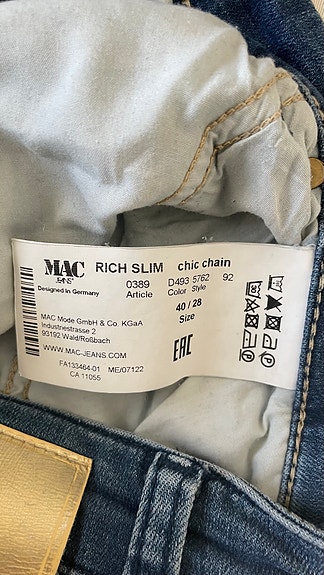 MAC
JEANS
RICH SLIM chic chain
Designed in Germany
0389 D493 5762 92
Article Color Style
40 / 28
Size
MAC Mode GmbH & Co. KGaA
Industriestrasse 2
93192 Wald/Roßbach
WWW.MAC-JEANS.COM
EAC
FA133464-01 ME/07122
CA 11055